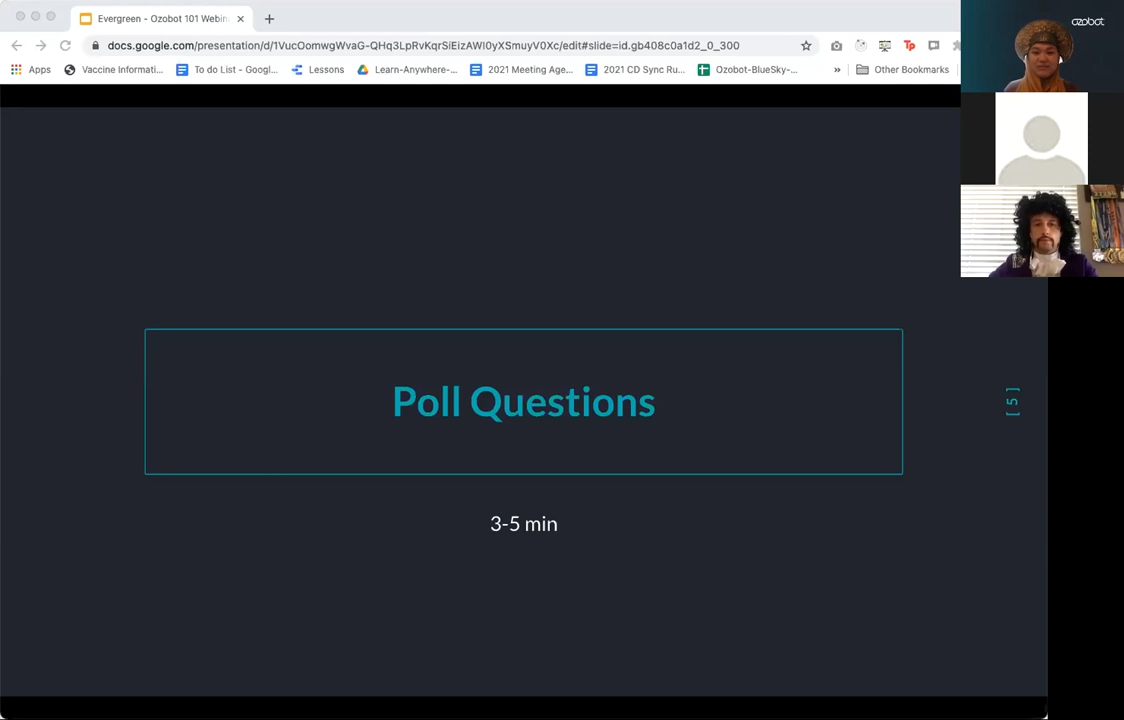 Evergreen - Ozobot 101 Webin
docs.google.com/presentation/d/1VucOomwgWvaG-QHq3LpRvKqrSiEizAWl0yXSmuyV0Xc/edit#slide=id.gb408c0a1d2_0_300
Apps Vaccine Informati... To do List - Googl... Lessons Learn-Anywhere-... 2021 Meeting Age... 2021 CD Sync Ru... Ozobot-BlueSky-... » Other Bookmarks
ozobot
Poll Questions
3-5 min
[ 5 ]